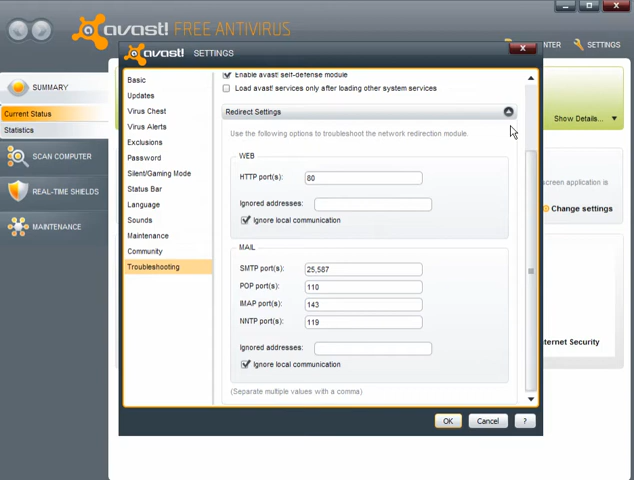 avast! FREE ANTIVIRUS
ENTER
SETTINGS
avast! SETTINGS
SUMMARY
Current Status
Statistics
SCAN COMPUTER
REAL-TIME SHIELDS
MAINTENANCE
Basic
Updates
Virus Chest
Virus Alerts
Exclusions
Password
Silent/Gaming Mode
Status Bar
Language
Sounds
Maintenance
Community
Troubleshooting
Enable avast! self-defense module
Load avast! services only after loading other system services
Redirect Settings
Use the following options to troubleshoot the network redirection module.
WEB
HTTP port(s): 80
Ignored addresses:
Ignore local communication
MAIL
SMTP port(s): 25,587
POP port(s): 110
IMAP port(s): 143
NNTP port(s): 119
Ignored addresses:
Ignore local communication
(Separate multiple values with a comma)
OK
Cancel
?
Show Details...
screen application is
Change settings
ternet Security